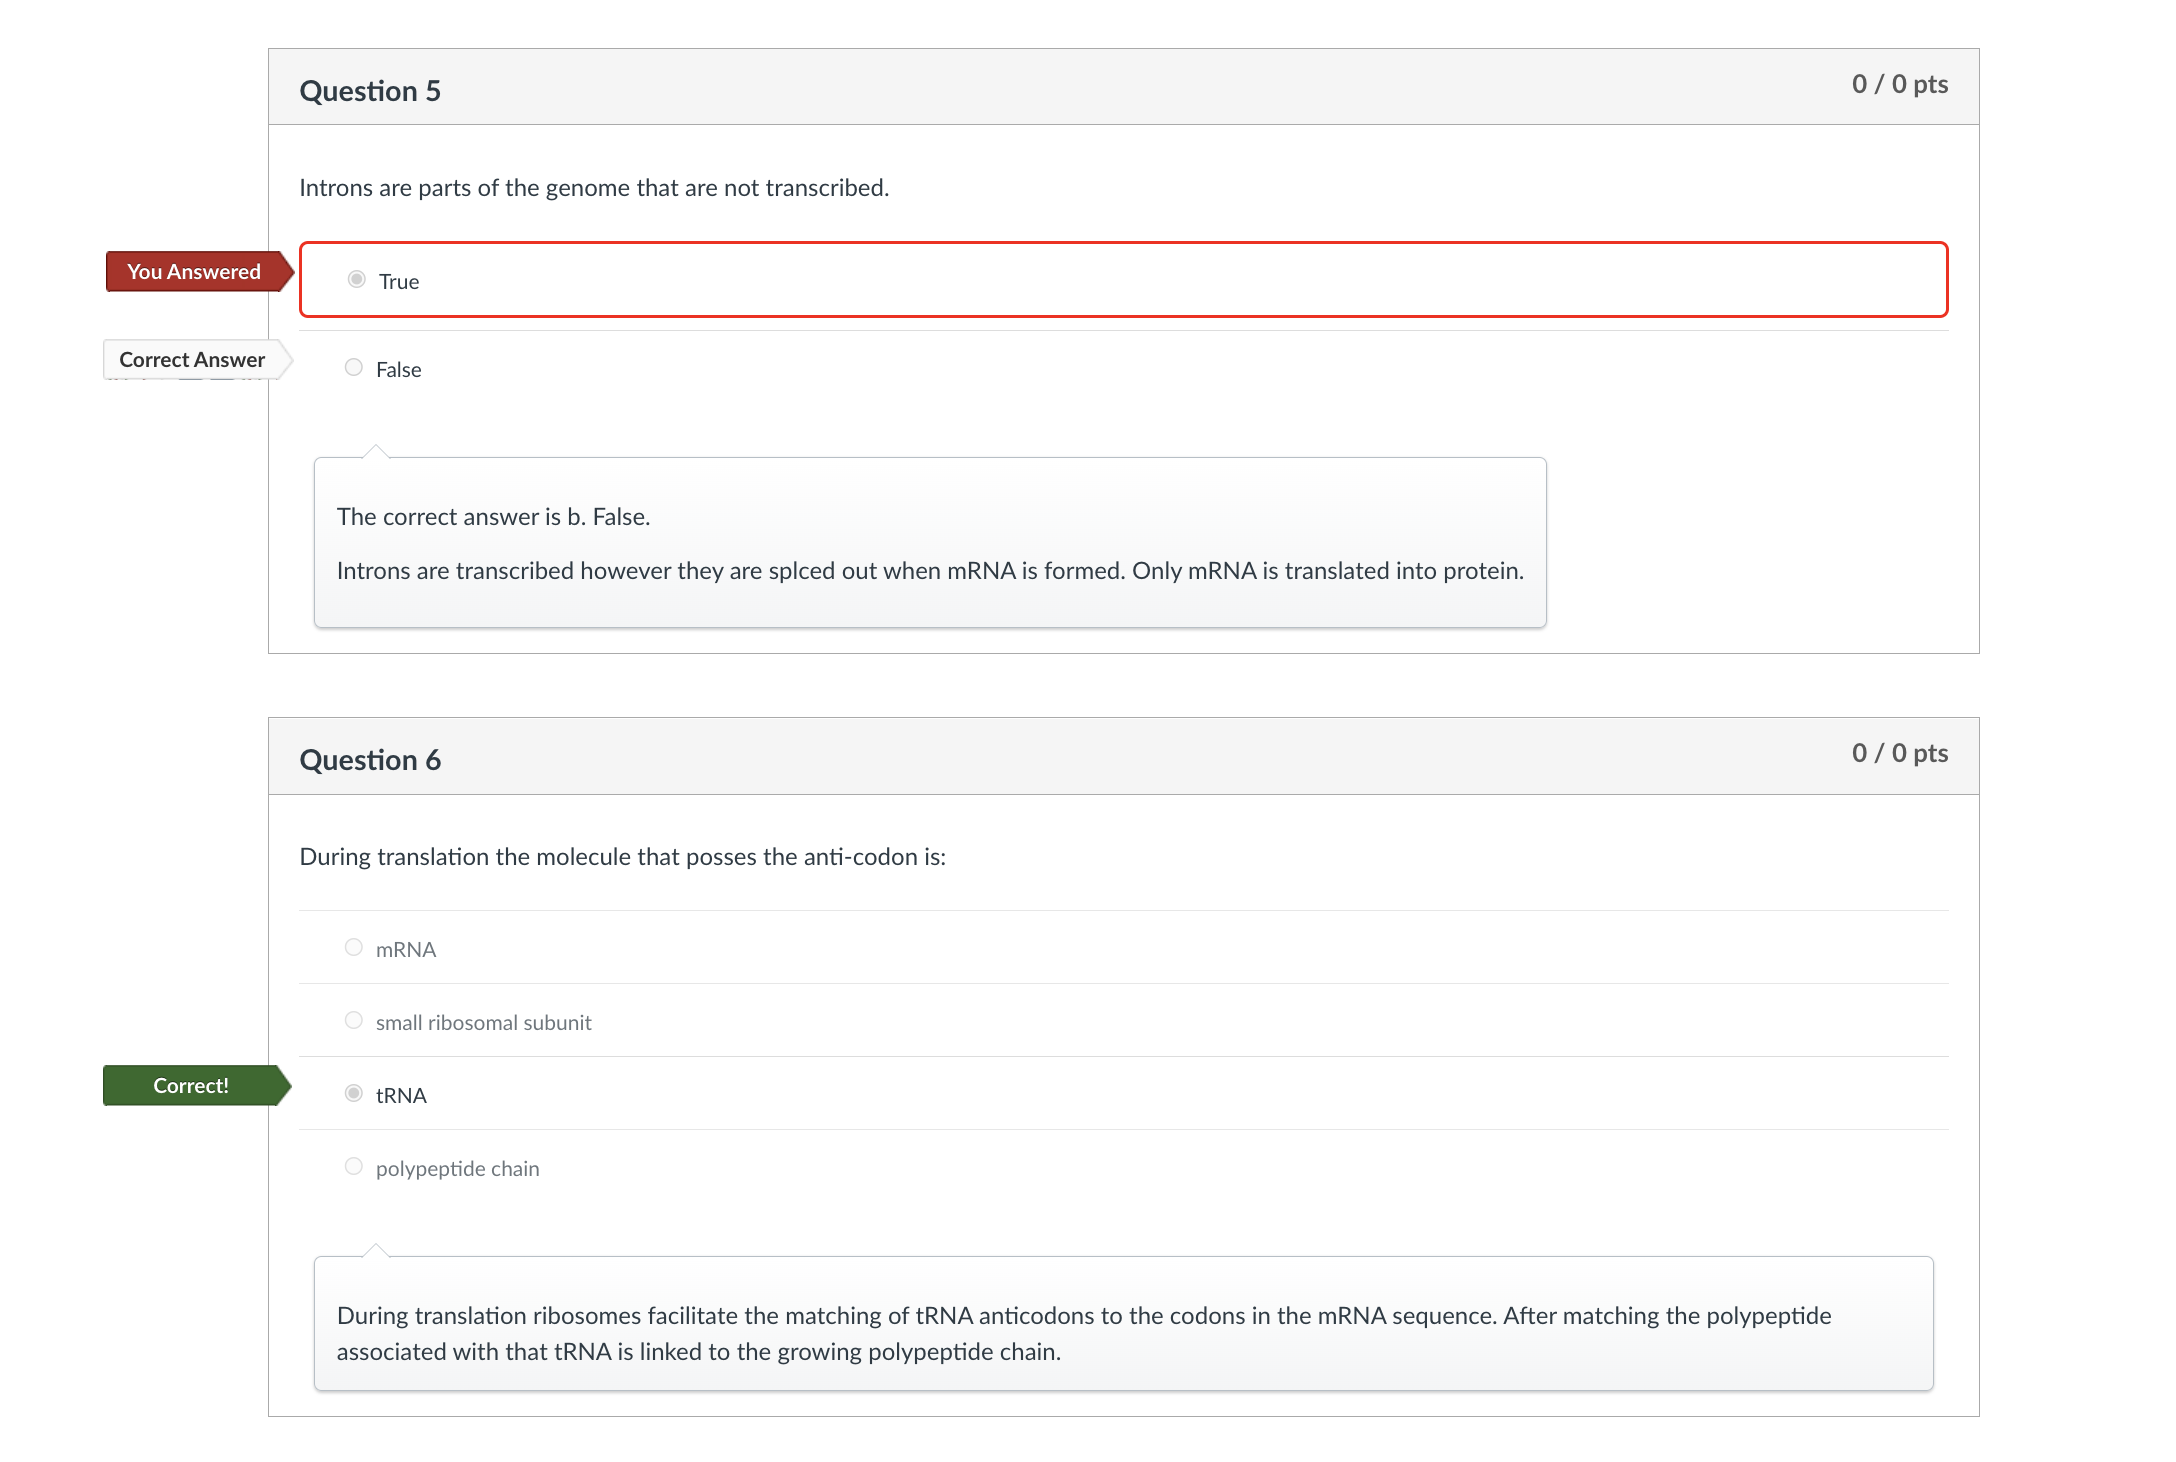 Question 5
0 / 0 pts
Introns are parts of the genome that are not transcribed.
You Answered
True
Correct Answer
False
The correct answer is b. False.
Introns are transcribed however they are splced out when mRNA is formed. Only mRNA is translated into protein.
Question 6
0 / 0 pts
During translation the molecule that posses the anti-codon is:
mRNA
small ribosomal subunit
Correct!
tRNA
polypeptide chain
During translation ribosomes facilitate the matching of tRNA anticodons to the codons in the mRNA sequence. After matching the polypeptide
associated with that tRNA is linked to the growing polypeptide chain.